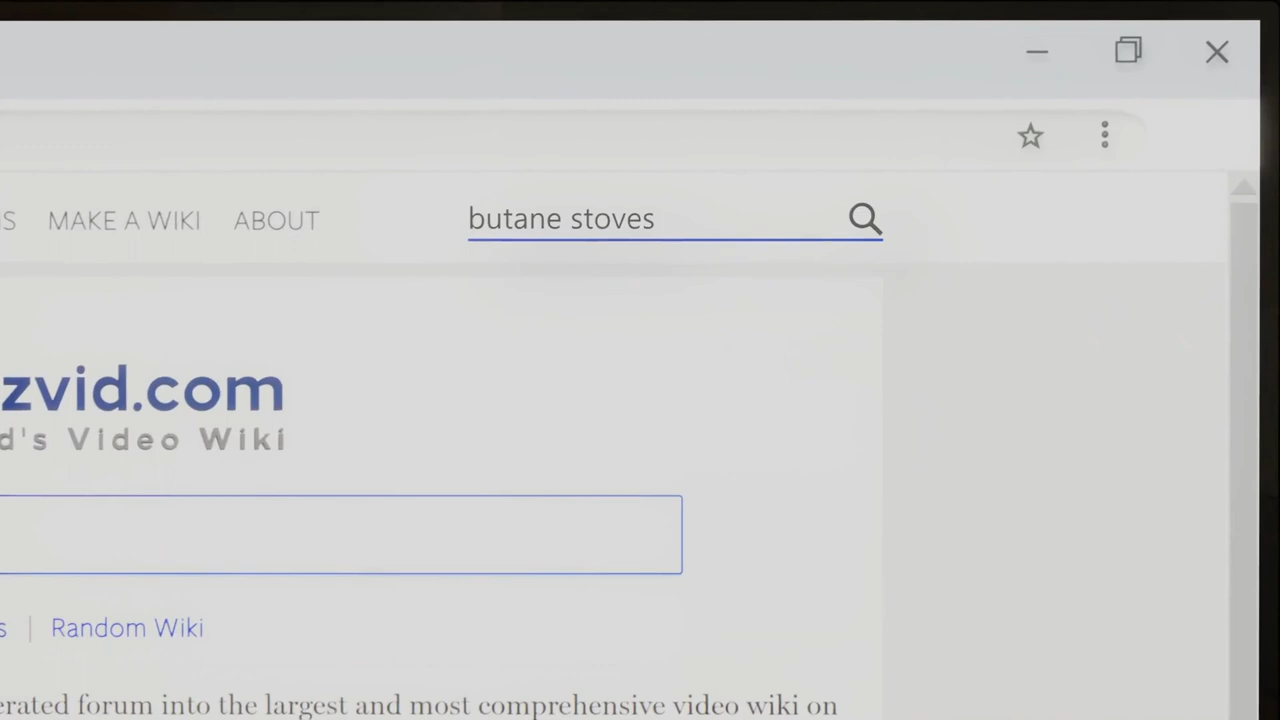 S MAKE A WIKI ABOUT butane stoves
zvid.com
d's Video Wiki
s | Random Wiki
erated forum into the largest and most comprehensive video wiki on